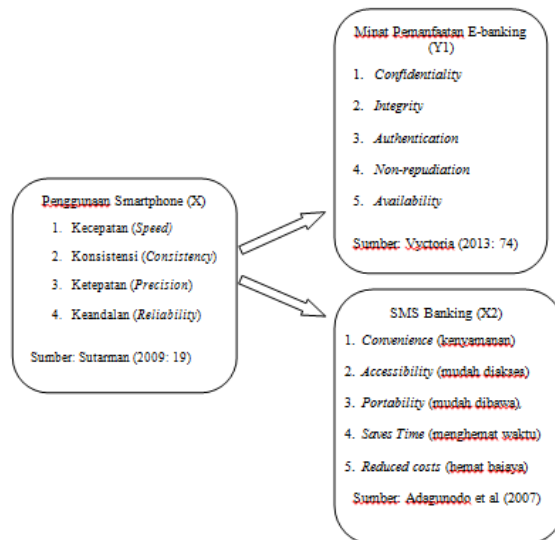 Minat Pemanfaatan E-banking
(Y1)
1. Confidentiality
2. Integrity
3. Authentication
4. Non-repudiation
5. Availability
Sumber: Vyctoria (2013: 74)
Penggunaan Smartphone (X)
1. Kecepatan (Speed)
2. Konsistensi (Consistency)
3. Ketepatan (Precision)
4. Keandalan (Reliability)
Sumber: Sutarman (2009: 19)
SMS Banking (X2)
1. Convenience (kenyamanan)
2. Accessibility (mudah diakses)
3. Portability (mudah dibawa),
4. Saves Time (menghemat waktu)
5. Reduced costs (hemat baiaya)
Sumber: Adagunodo et al (2007)